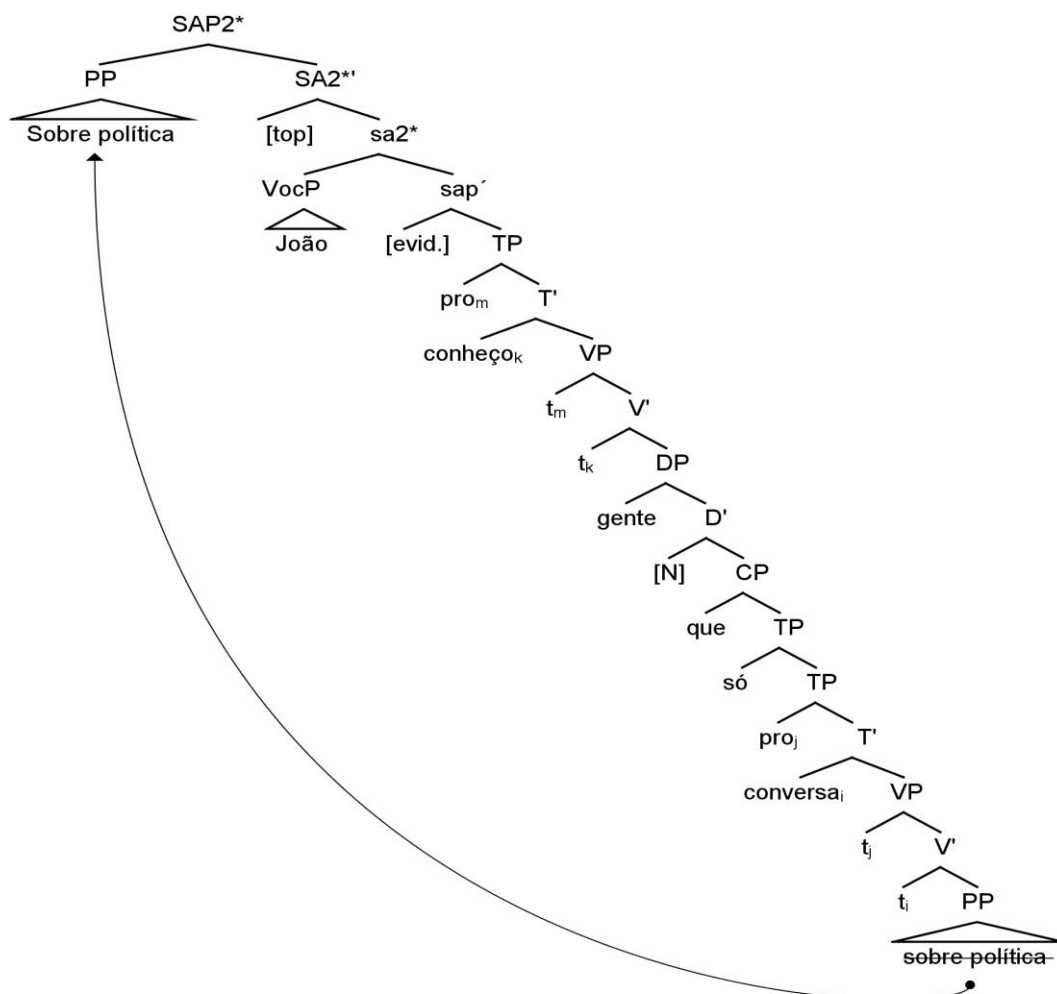 SAP2*
PP SA2*'
Sobre política [top] sa2*
VocP sap´
João [evid.] TP
proₘ T'
conheçoₖ VP
tₘ V'
tₖ DP
gente D'
[N] CP
que TP
só TP
proⱼ T'
conversaᵢ VP
tⱼ V'
tᵢ PP
sobre política